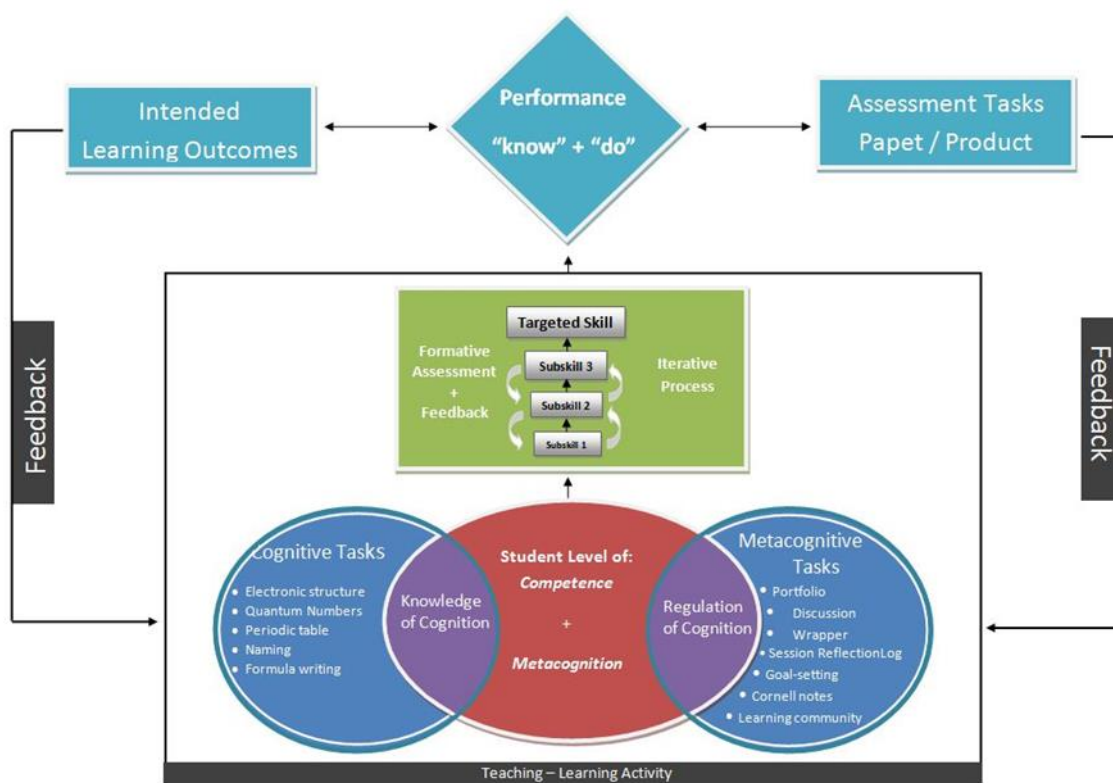 Performance
“know” + “do”
Intended
Learning Outcomes
Assessment Tasks
Papet / Product
Feedback
Feedback
Targeted Skill
Subskill 3
Subskill 2
Subskill 1
Formative
Assessment
+
Feedback
Iterative
Process
Cognitive Tasks
• Electronic structure
• Quantum Numbers
• Periodic table
• Naming
• Formula writing
Knowledge
of Cognition
Student Level of:
Competence
+
Metacognition
Regulation
of Cognition
Metacognitive
Tasks
• Portfolio
• Discussion
• Wrapper
• Session ReflectionLog
• Goal-setting
• Cornell notes
• Learning community
Teaching – Learning Activity